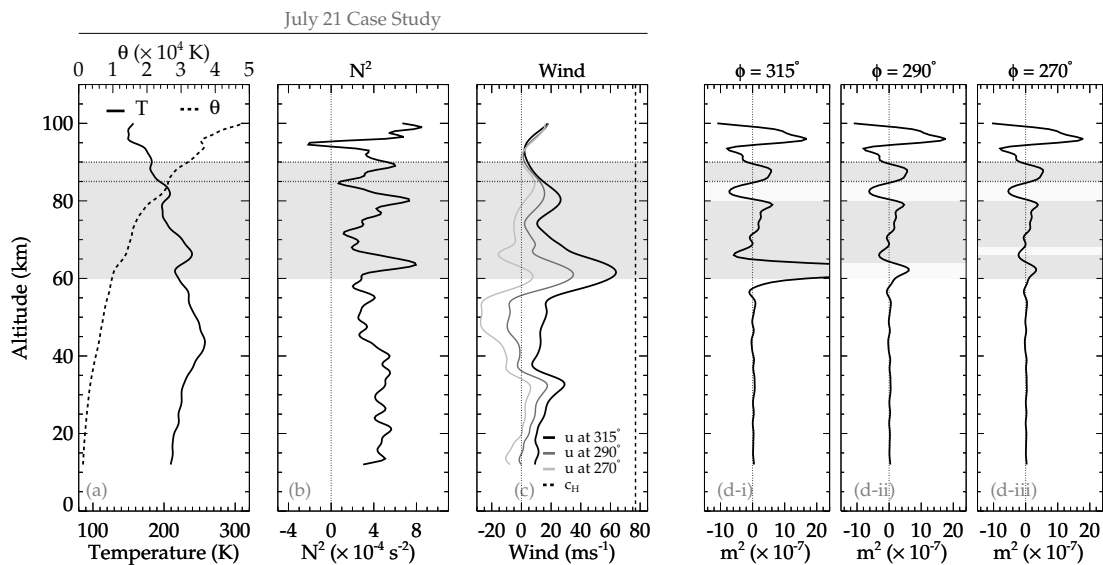 July 21 Case Study
θ (× 10⁴ K)
0 1 2 3 4 5
N² Wind ϕ = 315° ϕ = 290° ϕ = 270°
T θ
100
80
60
40
20
0
Altitude (km)
u at 315°
u at 290°
u at 270°
c_H
(a) (b) (c) (d-i) (d-ii) (d-iii)
100 200 300 -4 0 4 8 -20 0 20 40 60 80 -10 0 10 20 -10 0 10 20 -10 0 10 20
Temperature (K) N² (× 10⁻⁴ s⁻²) Wind (ms⁻¹) m² (× 10⁻⁷) m² (× 10⁻⁷) m² (× 10⁻⁷)